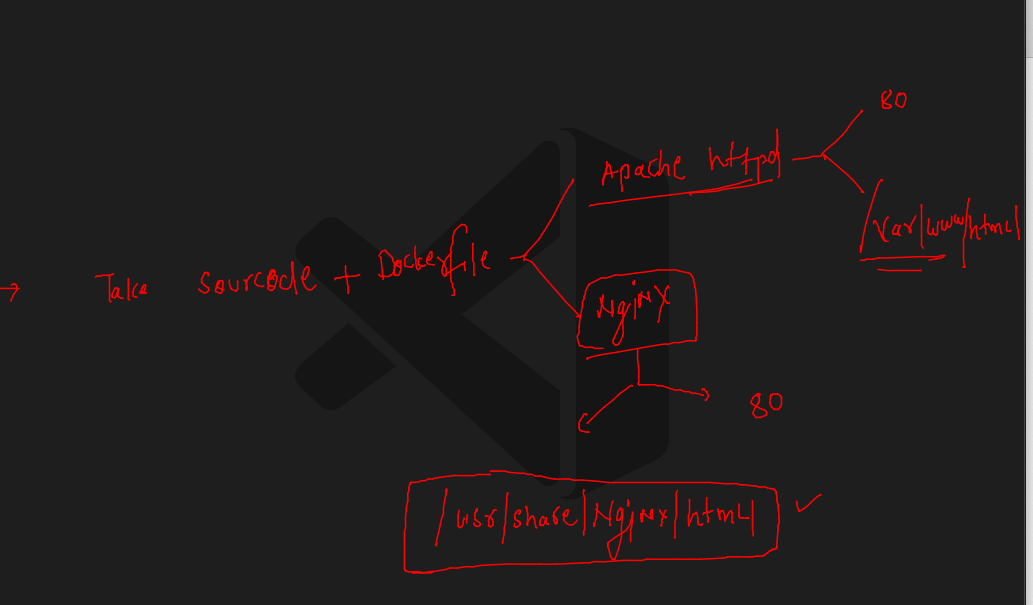 80
Apache httpd
/var/www/html
→ Take Sourcecode + Dockerfile
NginX
80
/usr/share/NginX/html